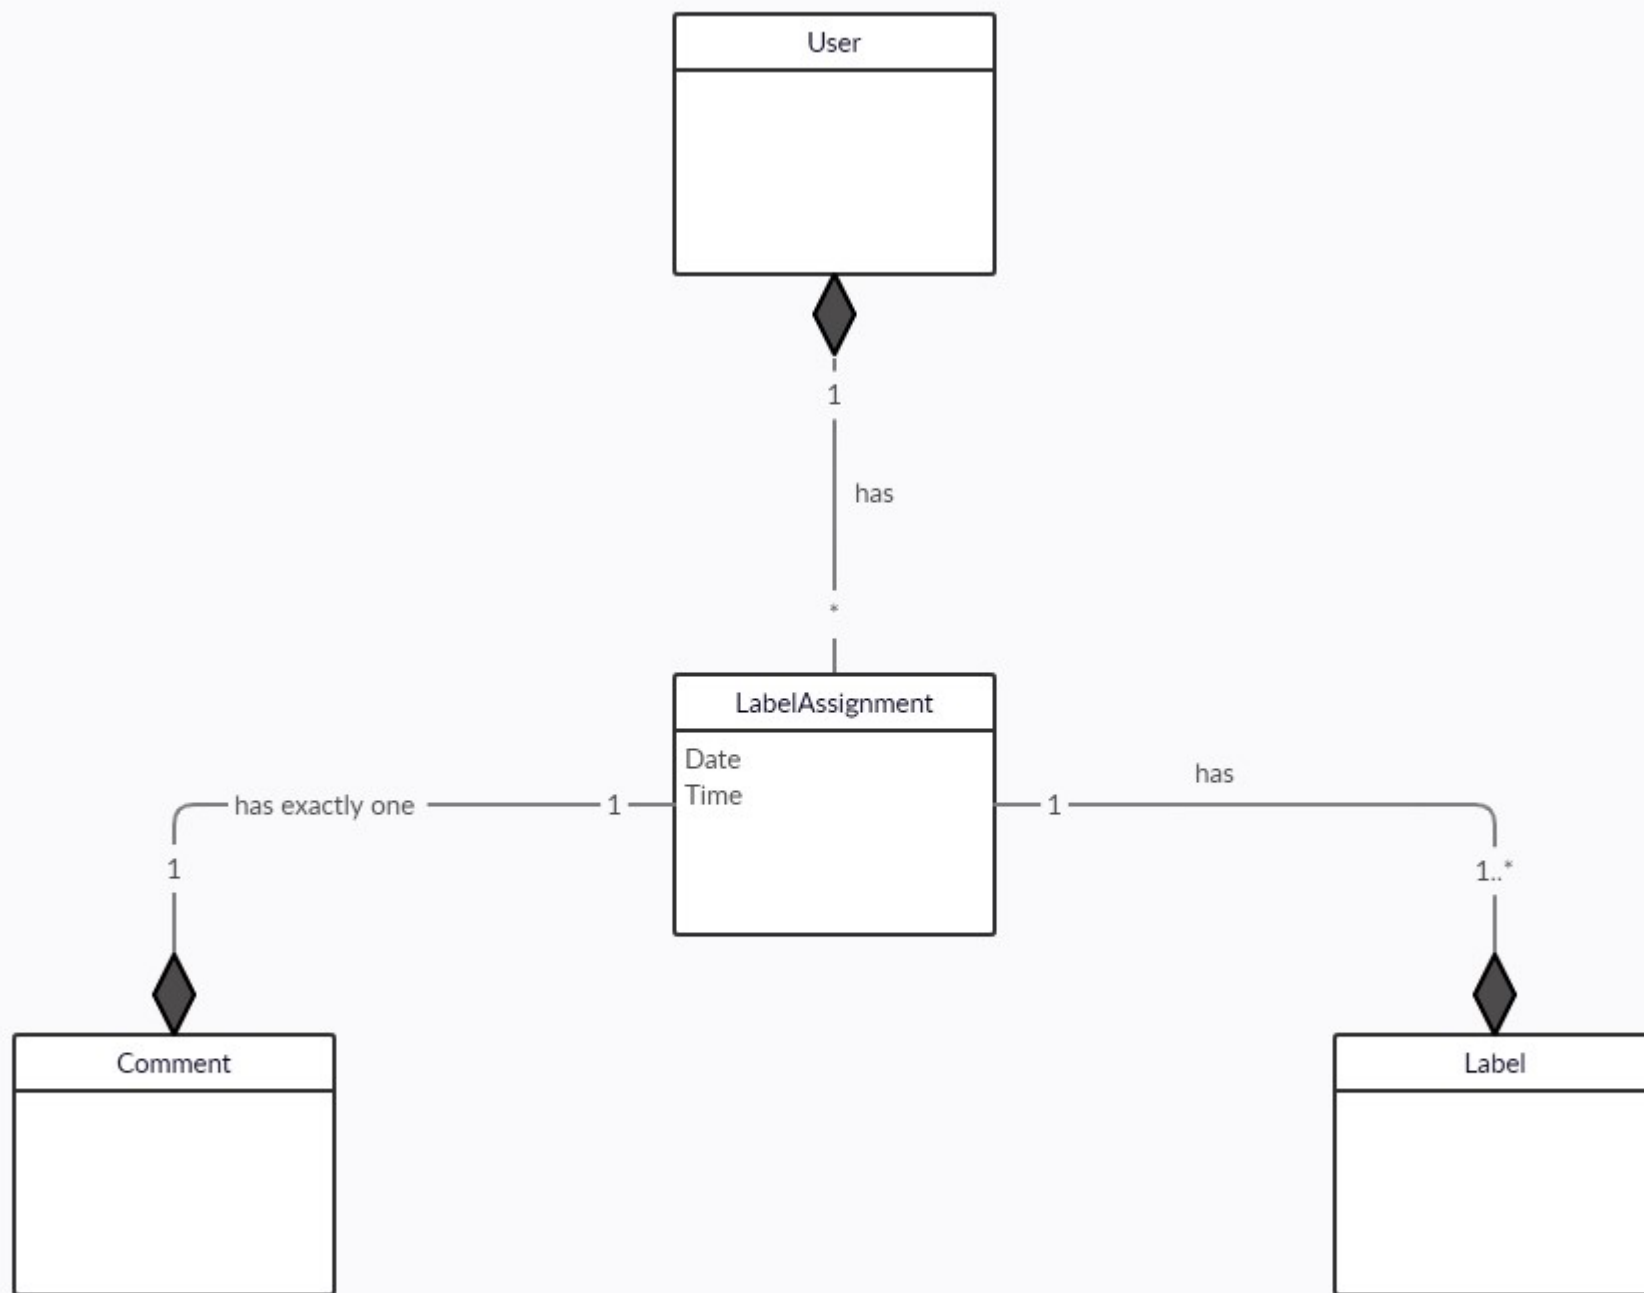 User
1
has
*
LabelAssignment
Date
Time
has exactly one
1
1
1
has
1..*
Comment
Label